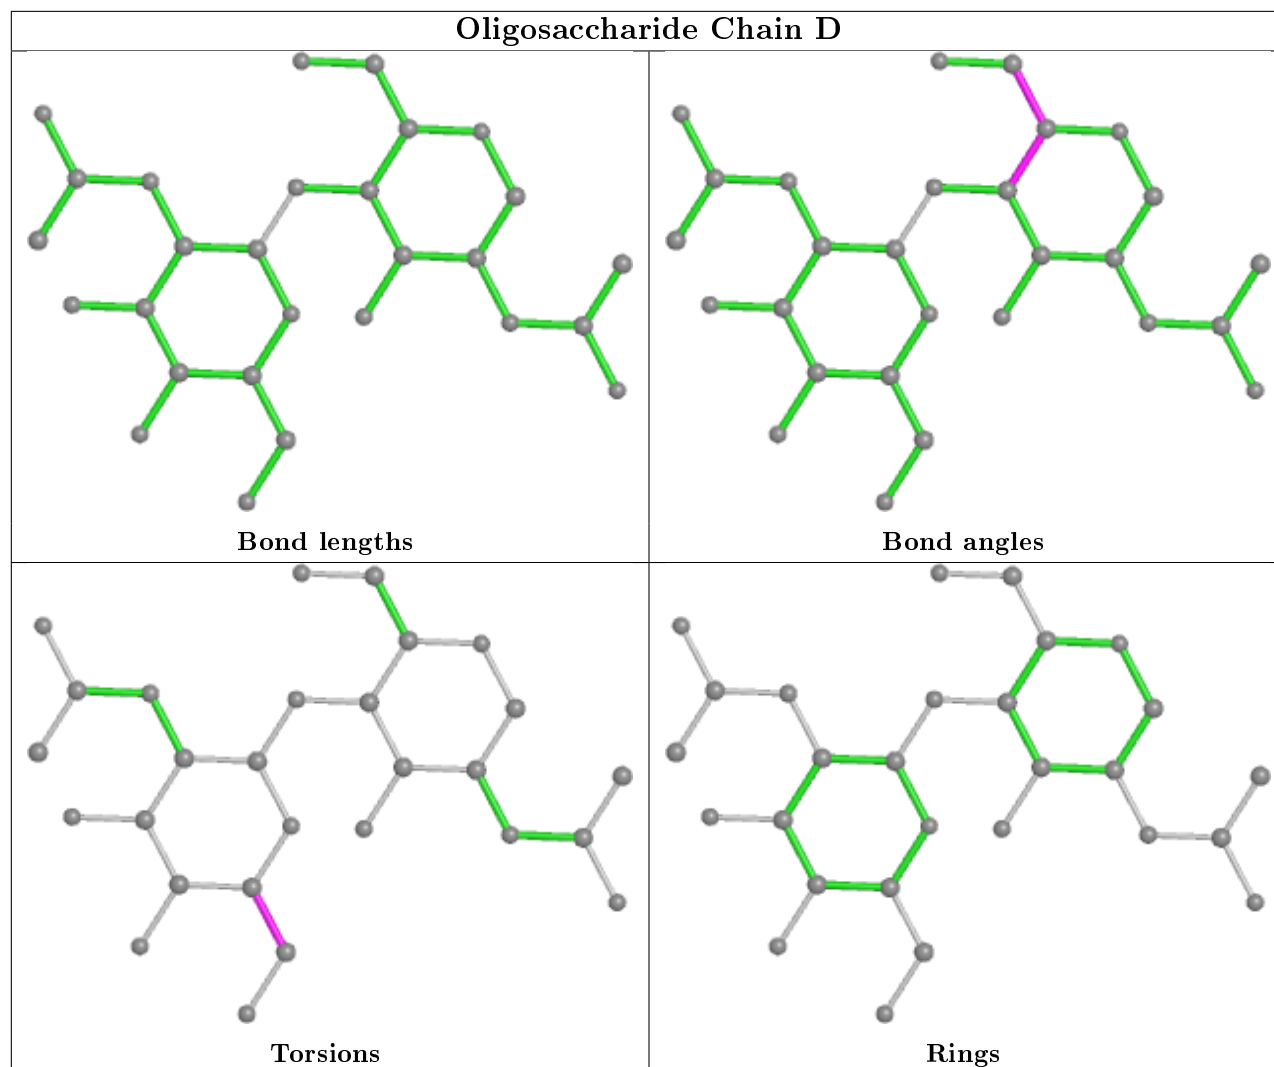 Oligosaccharide Chain D
Bond lengths
Bond angles
Torsions
Rings